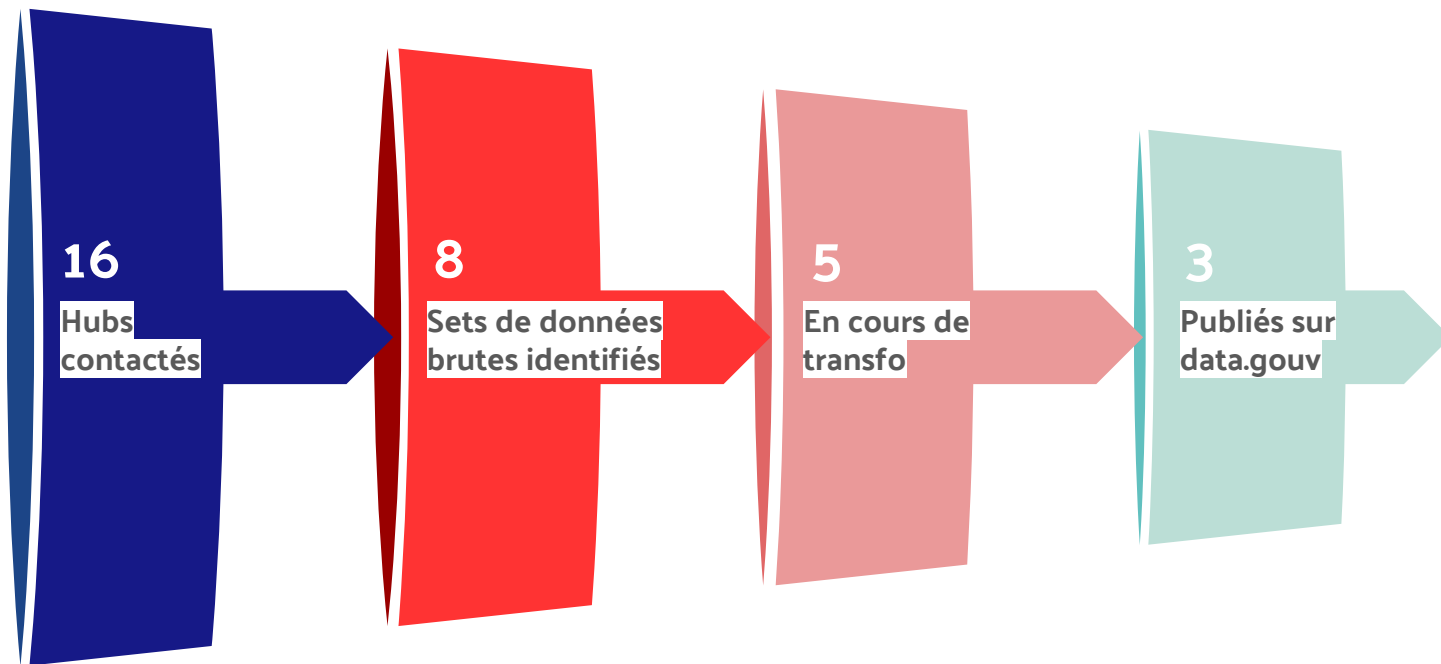 16
Hubs
contactés
8
Sets de données
brutes identifiés
5
En cours de
transfo
3
Publiés sur
data.gouv